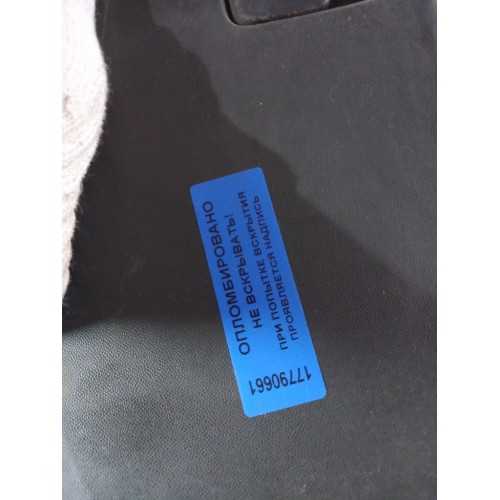 ОПЛОМБИРОВАНО
НЕ ВСКРЫВАТЬ!
ПРИ ПОПЫТКЕ ВСКРЫТИЯ
ПРОЯВЛЯЕТСЯ НАДПИСЬ
17790661